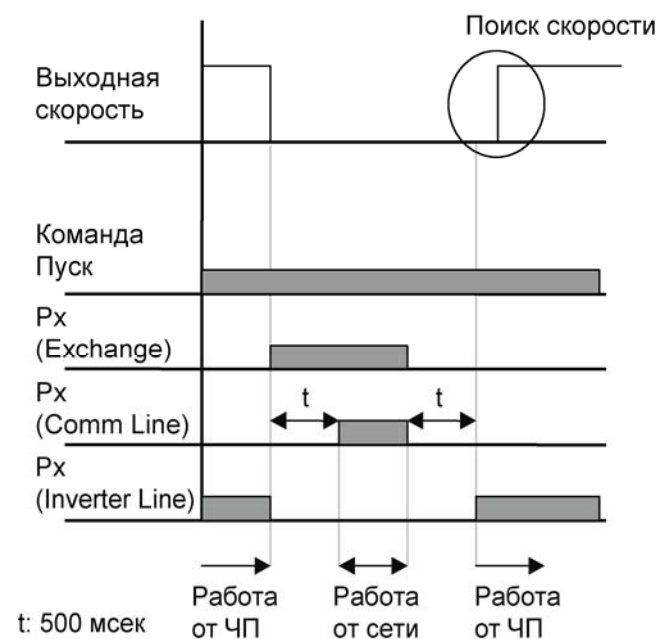 Поиск скорости
Выходная
скорость
Команда
Пуск
Px
(Exchange)
Px
(Comm Line)
t
t
Px
(Inverter Line)
Работа
от ЧП
Работа
от сети
Работа
от ЧП
t: 500 мсек